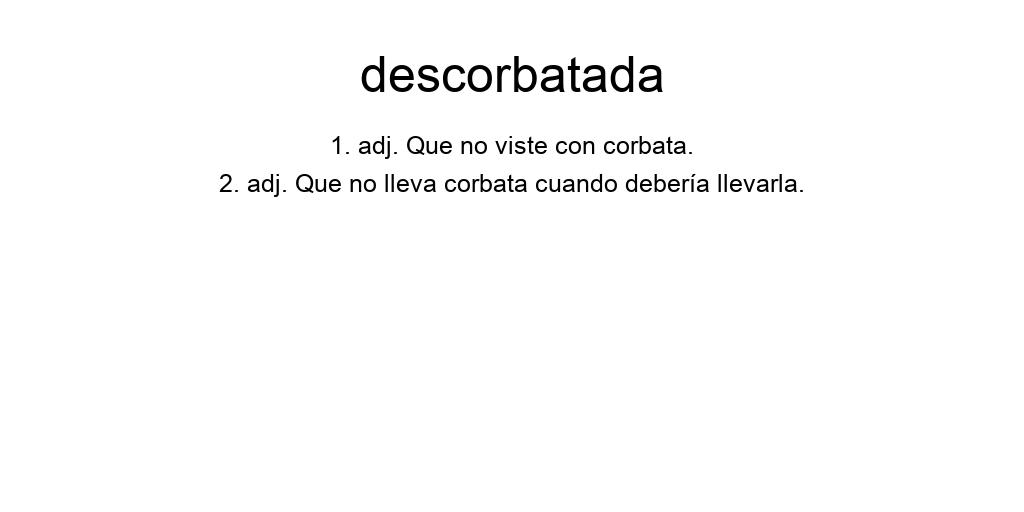 descorbatada
1. adj. Que no viste con corbata.
2. adj. Que no lleva corbata cuando debería llevarla.